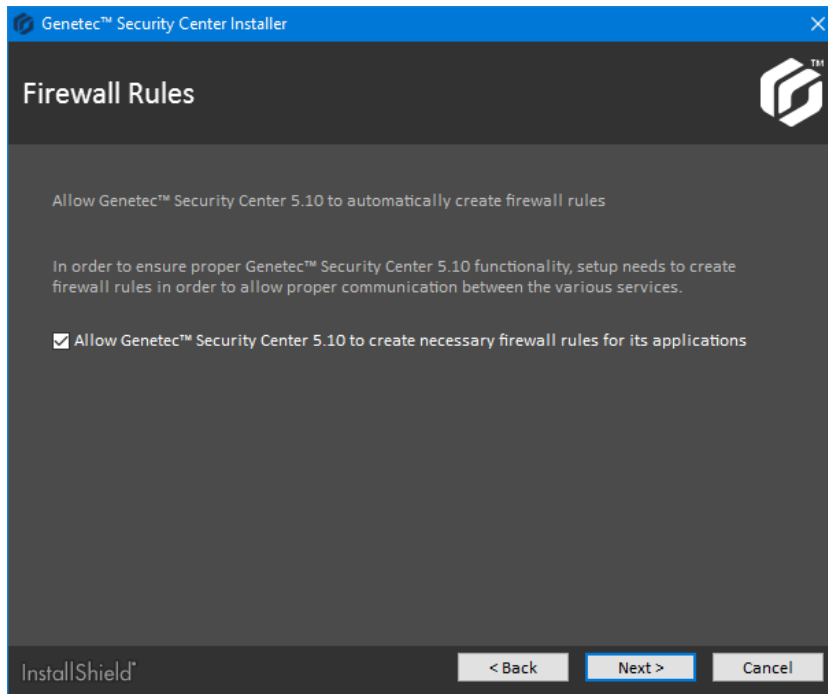 Genetec™ Security Center Installer
Firewall Rules
TM
Allow Genetec™ Security Center 5.10 to automatically create firewall rules
In order to ensure proper Genetec™ Security Center 5.10 functionality, setup needs to create
firewall rules in order to allow proper communication between the various services.
Allow Genetec™ Security Center 5.10 to create necessary firewall rules for its applications
InstallShield®
< Back
Next >
Cancel